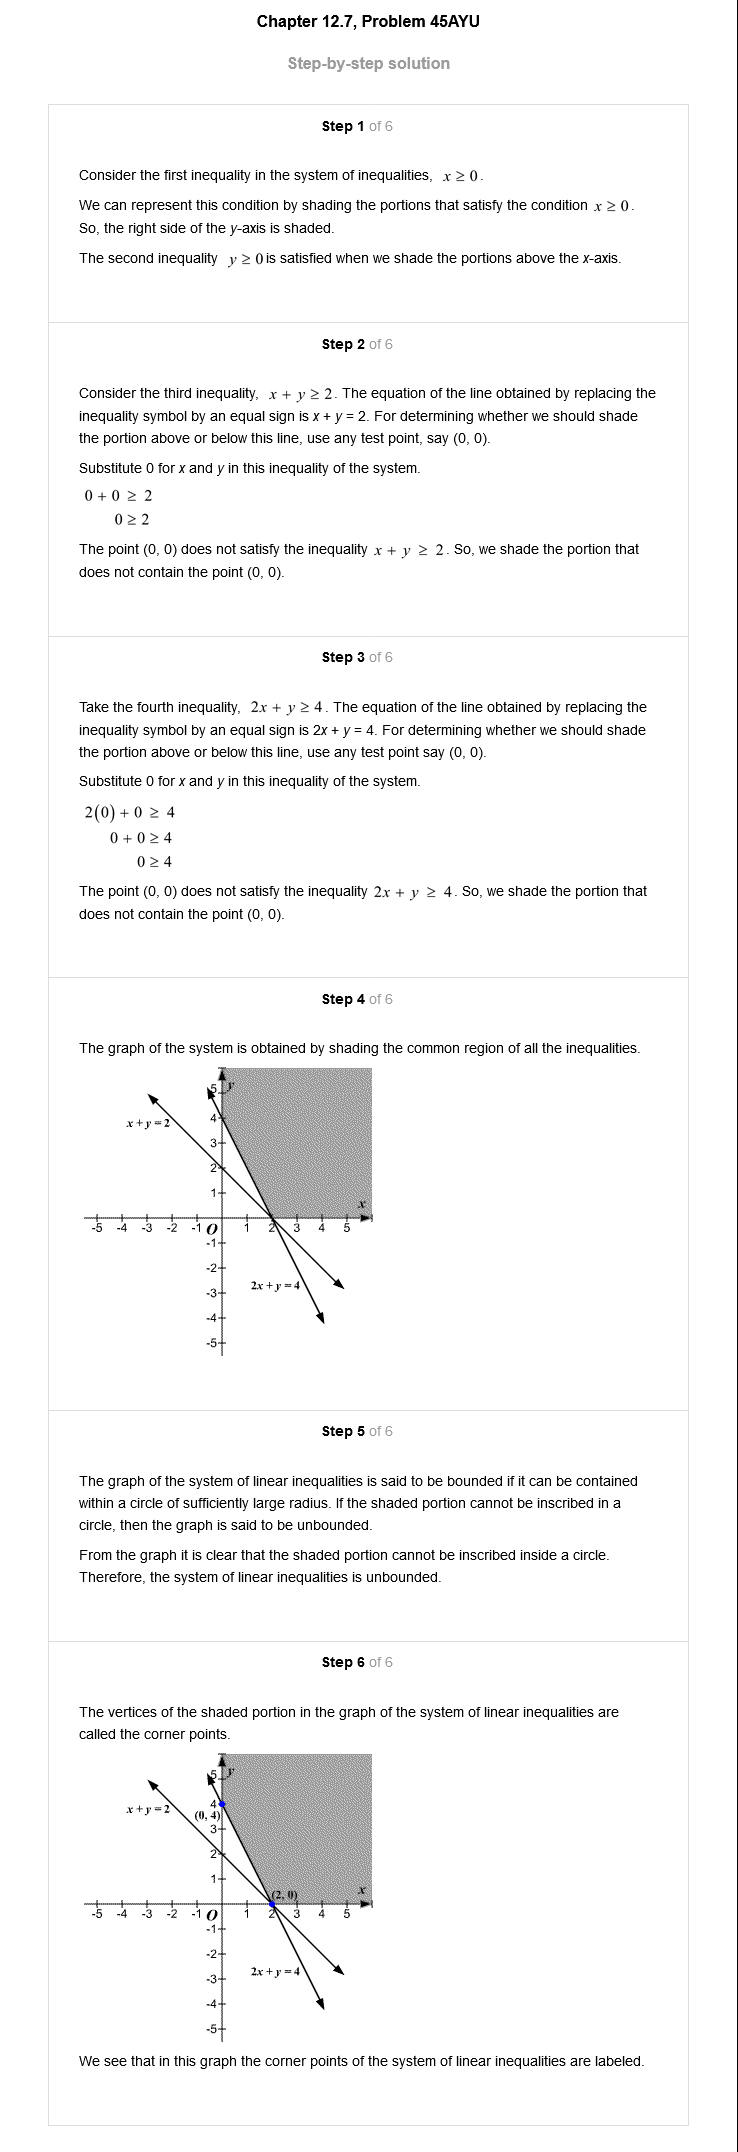 Chapter 12.7, Problem 45AYU
Step-by-step solution
Step 1 of 6
Consider the first inequality in the system of inequalities, x ≥ 0.
We can represent this condition by shading the portions that satisfy the condition x ≥ 0.
So, the right side of the y-axis is shaded.
The second inequality y ≥ 0 is satisfied when we shade the portions above the x-axis.
Step 2 of 6
Consider the third inequality, x + y ≥ 2. The equation of the line obtained by replacing the
inequality symbol by an equal sign is x + y = 2. For determining whether we should shade
the portion above or below this line, use any test point, say (0, 0).
Substitute 0 for x and y in this inequality of the system.
0 + 0 ≥ 2
0 ≥ 2
The point (0, 0) does not satisfy the inequality x + y ≥ 2. So, we shade the portion that
does not contain the point (0, 0).
Step 3 of 6
Take the fourth inequality, 2x + y ≥ 4. The equation of the line obtained by replacing the
inequality symbol by an equal sign is 2x + y = 4. For determining whether we should shade
the portion above or below this line, use any test point say (0, 0).
Substitute 0 for x and y in this inequality of the system.
2(0) + 0 ≥ 4
0 + 0 ≥ 4
0 ≥ 4
The point (0, 0) does not satisfy the inequality 2x + y ≥ 4. So, we shade the portion that
does not contain the point (0, 0).
Step 4 of 6
The graph of the system is obtained by shading the common region of all the inequalities.
5 y
x + y = 2
4
3
2
1
x
-5 -4 -3 -2 -1 O 1 2 3 4 5
-1
-2
2x + y = 4
-3
-4
-5
Step 5 of 6
The graph of the system of linear inequalities is said to be bounded if it can be contained
within a circle of sufficiently large radius. If the shaded portion cannot be inscribed in a
circle, then the graph is said to be unbounded.
From the graph it is clear that the shaded portion cannot be inscribed inside a circle.
Therefore, the system of linear inequalities is unbounded.
Step 6 of 6
The vertices of the shaded portion in the graph of the system of linear inequalities are
called the corner points.
5 y
x + y = 2
4
(0, 4)
3
2
1
(2, 0)
x
-5 -4 -3 -2 -1 O 1 2 3 4 5
-1
-2
2x + y = 4
-3
-4
-5
We see that in this graph the corner points of the system of linear inequalities are labeled.